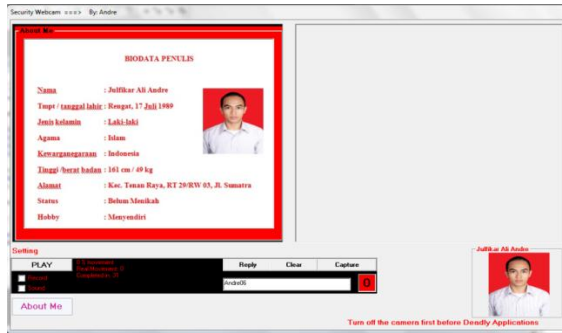 Security Webcam ===> By: Andre
About Me
BIODATA PENULIS
Nama : Julfikar Ali Andre
Tmpt / tanggal lahir : Rengat, 17 Juli 1989
Jenis kelamin : Laki-laki
Agama : Islam
Kewarganegaraan : Indonesia
Tinggi /berat badan : 161 cm / 49 kg
Alamat : Kec. Tenan Raya, RT 29/RW 03, Jl. Sumatra
Status : Belum Menikah
Hobby : Menyendiri
Setting
PLAY
Record
Sound
Reply Clear Capture
Andre06
0
About Me
Julfikar Ali Andre
Turn off the camera first before Deadly Applications